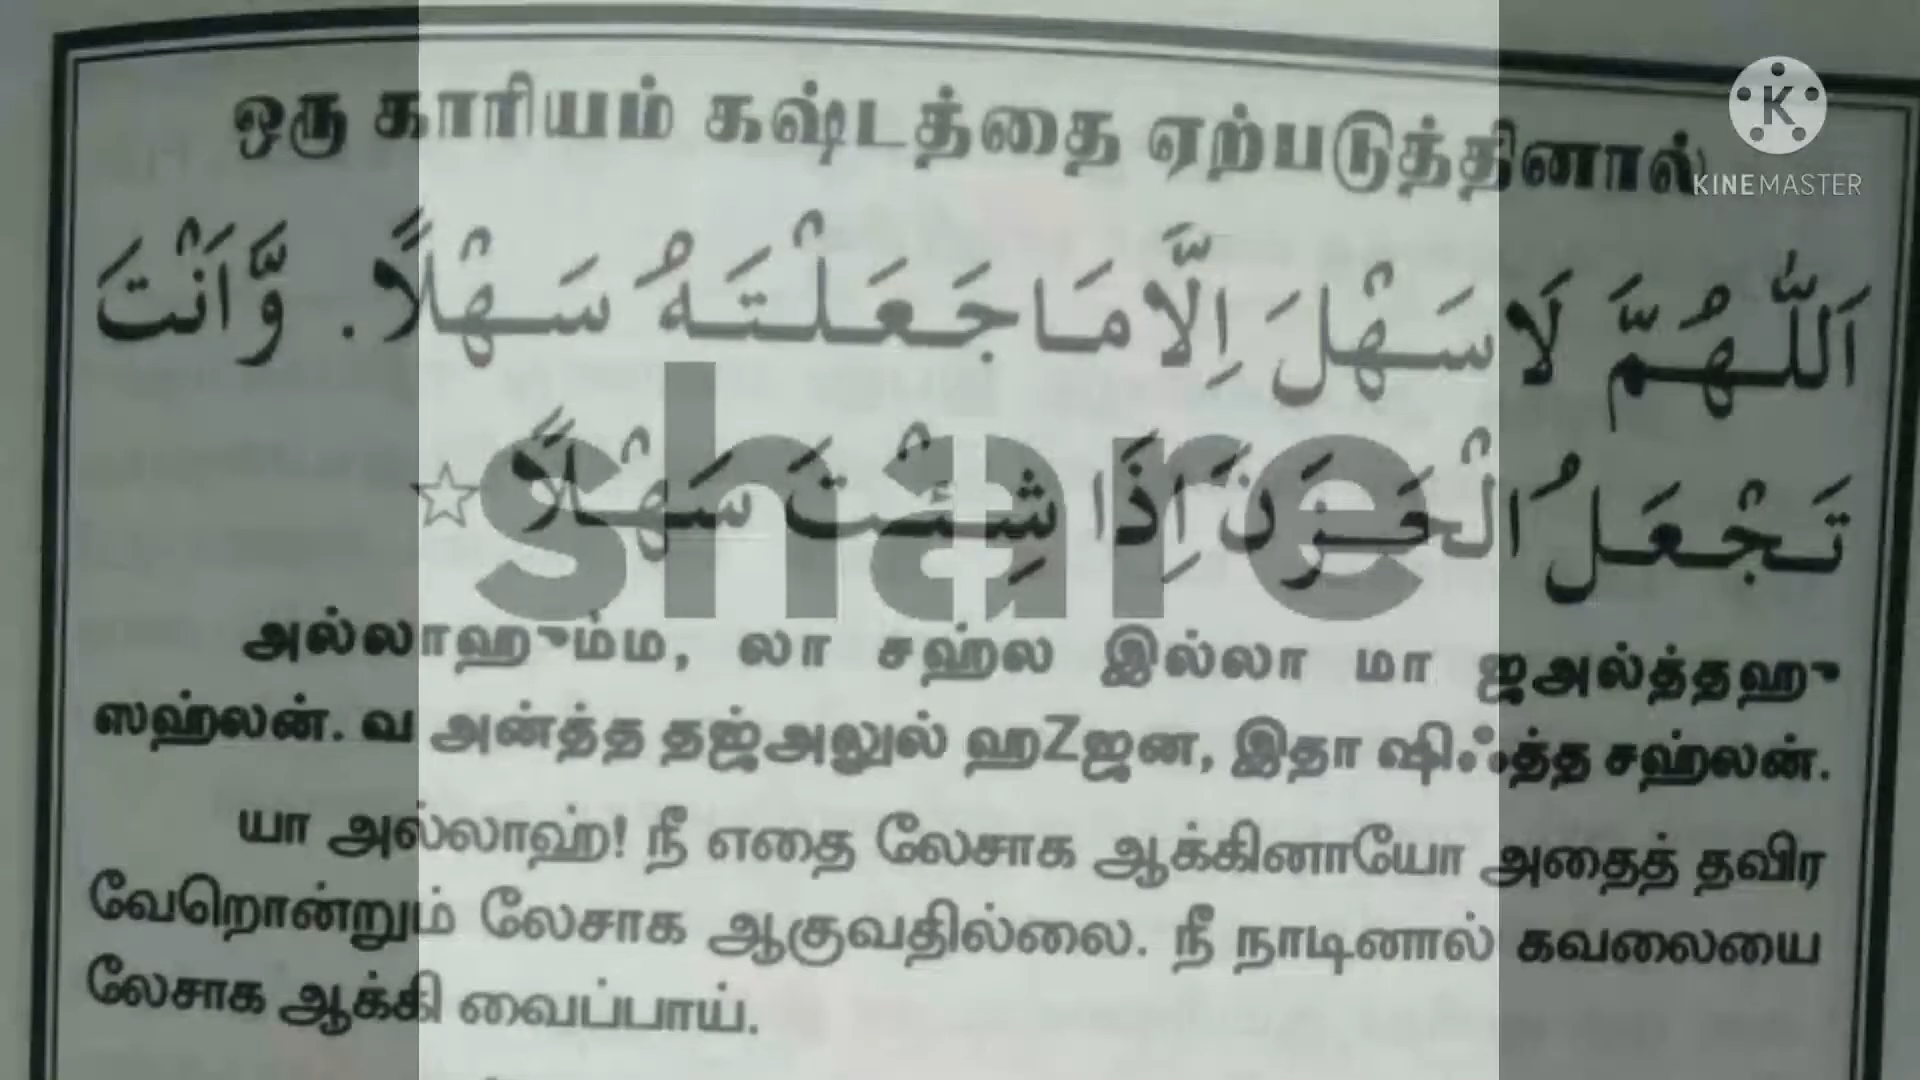 ஒரு காரியம் கஷ்டத்தை ஏற்படுத்தினால்
KINEMASTER
اَللّٰهُمَّ لَا سَهْلَ اِلَّا مَا جَعَلْتَهُ سَهْلًا. وَّاَنْتَ
تَجْعَلُ الْحَزَنَ اِذَا شِئْتَ سَهْلًا ☆
share
அல்லாஹும்ம, லா சஹ்ல இல்லா மா ஜஅல்த்தஹு
ஸஹ்லன். வ அன்த்த தஜ்அலுல் ஹZஜன, இதா ஷிஃத்த சஹ்லன்.
யா அல்லாஹ்! நீ எதை லேசாக ஆக்கினாயோ அதைத் தவிர
வேறொன்றும் லேசாக ஆகுவதில்லை. நீ நாடினால் கவலையை
லேசாக ஆக்கி வைப்பாய்.